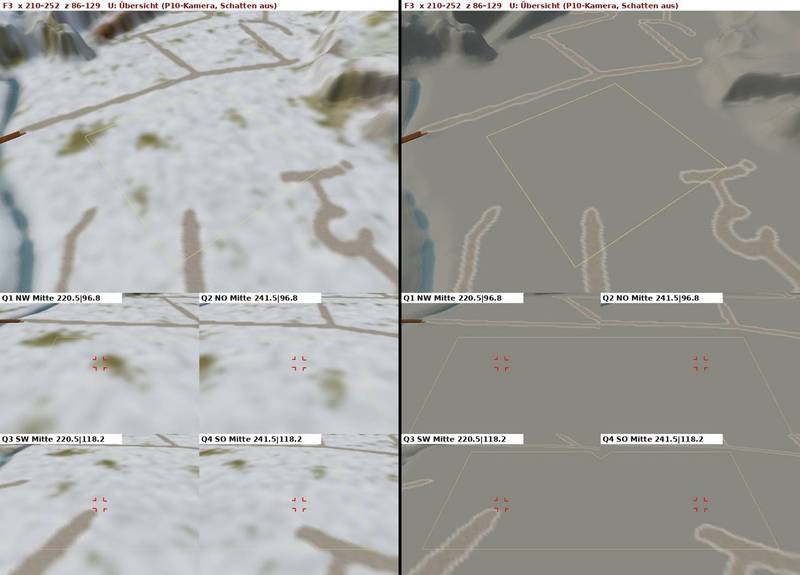 F3 x 210-252 z 86-129 U: Übersicht (P10-Kamera, Schatten aus)
F3 x 210-252 z 86-129 U: Übersicht (P10-Kamera, Schatten aus)
Q1 NW Mitte 220.5|96.8
Q2 NO Mitte 241.5|96.8
Q1 NW Mitte 220.5|96.8
Q2 NO Mitte 241.5|96.8
Q3 SW Mitte 220.5|118.2
Q4 SO Mitte 241.5|118.2
Q3 SW Mitte 220.5|118.2
Q4 SO Mitte 241.5|118.2